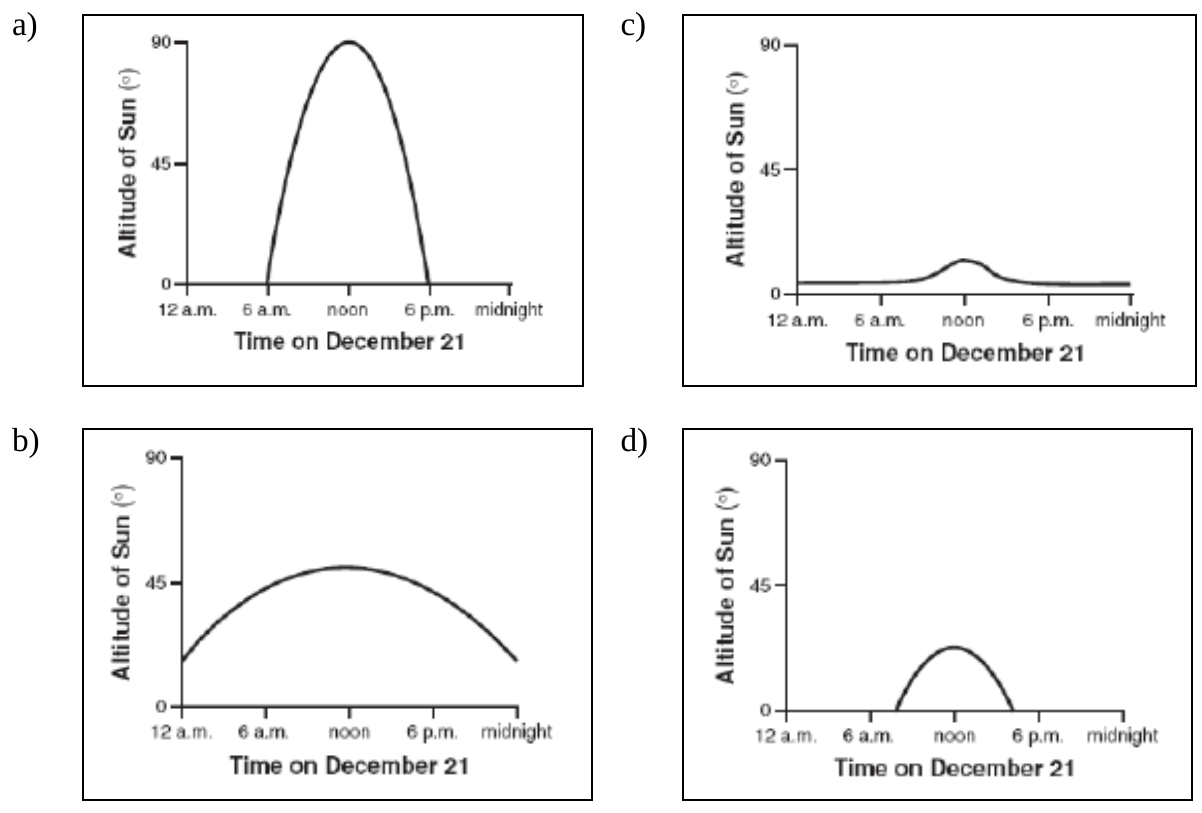 a)
90
45
0
Altitude of Sun (°)
12 a.m. 6 a.m. noon 6 p.m. midnight
Time on December 21
c)
90
45
0
Altitude of Sun (°)
12 a.m. 6 a.m. noon 6 p.m. midnight
Time on December 21
b)
90
45
0
Altitude of Sun (°)
12 a.m. 6 a.m. noon 6 p.m. midnight
Time on December 21
d)
90
45
0
Altitude of Sun (°)
12 a.m. 6 a.m. noon 6 p.m. midnight
Time on December 21